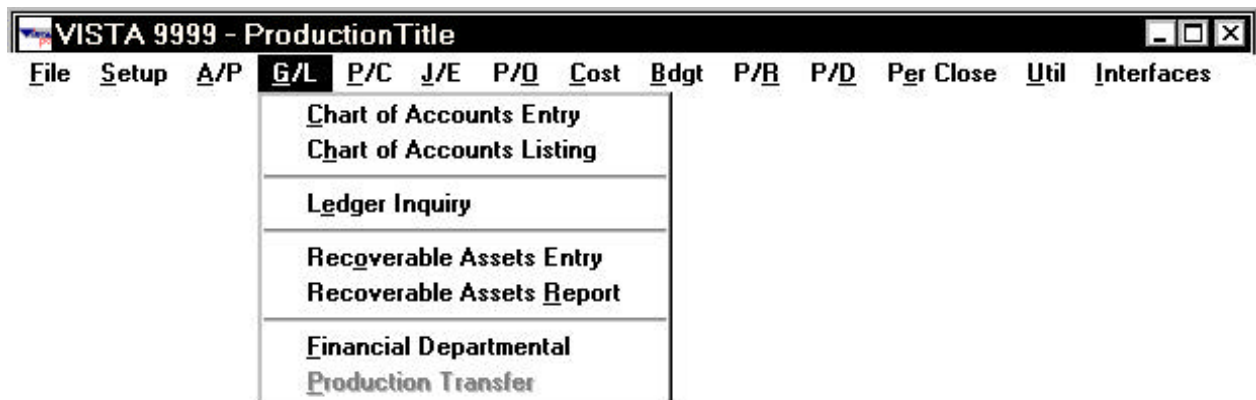 VISTA 9999 - ProductionTitle
File Setup A/P G/L P/C J/E P/O Cost Bdgt P/R P/D Per Close Util Interfaces
Chart of Accounts Entry
Chart of Accounts Listing
Ledger Inquiry
Recoverable Assets Entry
Recoverable Assets Report
Financial Departmental
Production Transfer